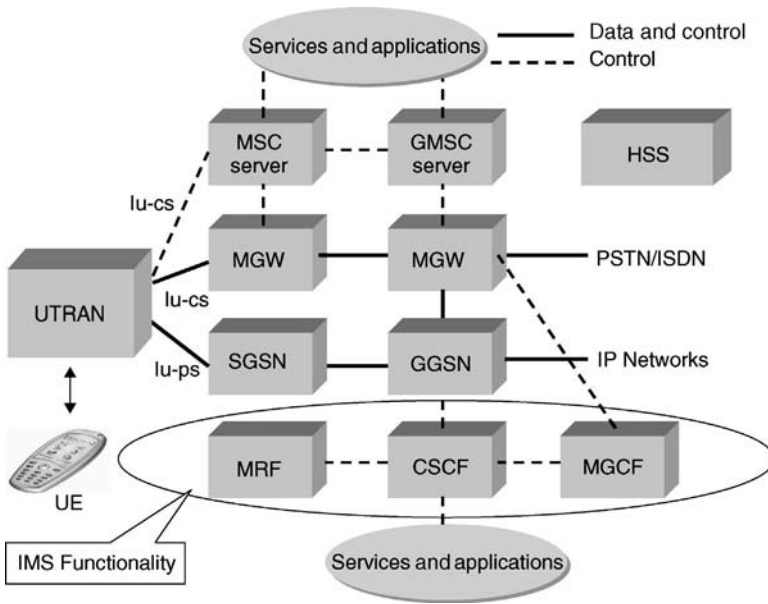 Services and applications
Data and control
Control
MSC
server
GMSC
server
HSS
Iu-cs
MGW
MGW
PSTN/ISDN
UTRAN
Iu-cs
Iu-ps
SGSN
GGSN
IP Networks
MRF
CSCF
MGCF
UE
IMS Functionality
Services and applications